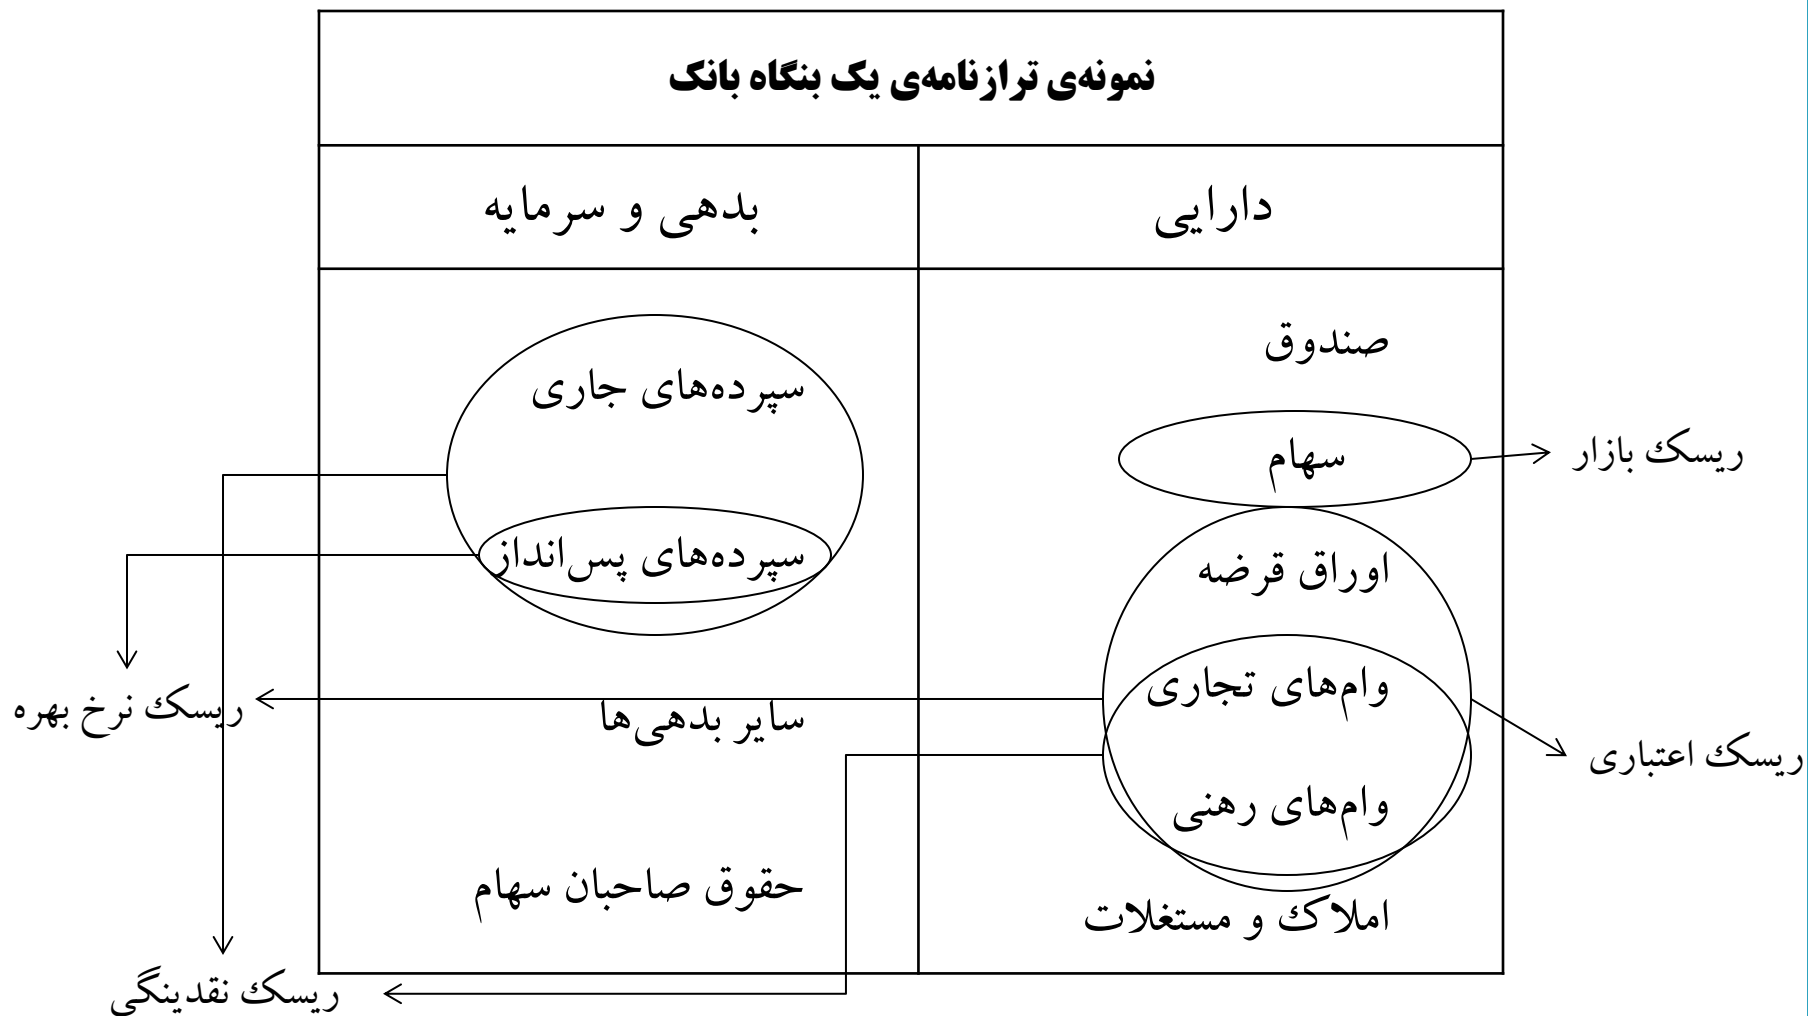 نمونه‌ی ترازنامه‌ی یک بنگاه بانک
دارایی
بدهی و سرمایه
صندوق
سهام
اوراق قرضه
وام‌های تجاری
وام‌های رهنی
املاک و مستغلات
سپرده‌های جاری
سپرده‌های پس‌انداز
سایر بدهی‌ها
حقوق صاحبان سهام
ریسک بازار
ریسک اعتباری
ریسک نرخ بهره
ریسک نقدینگی